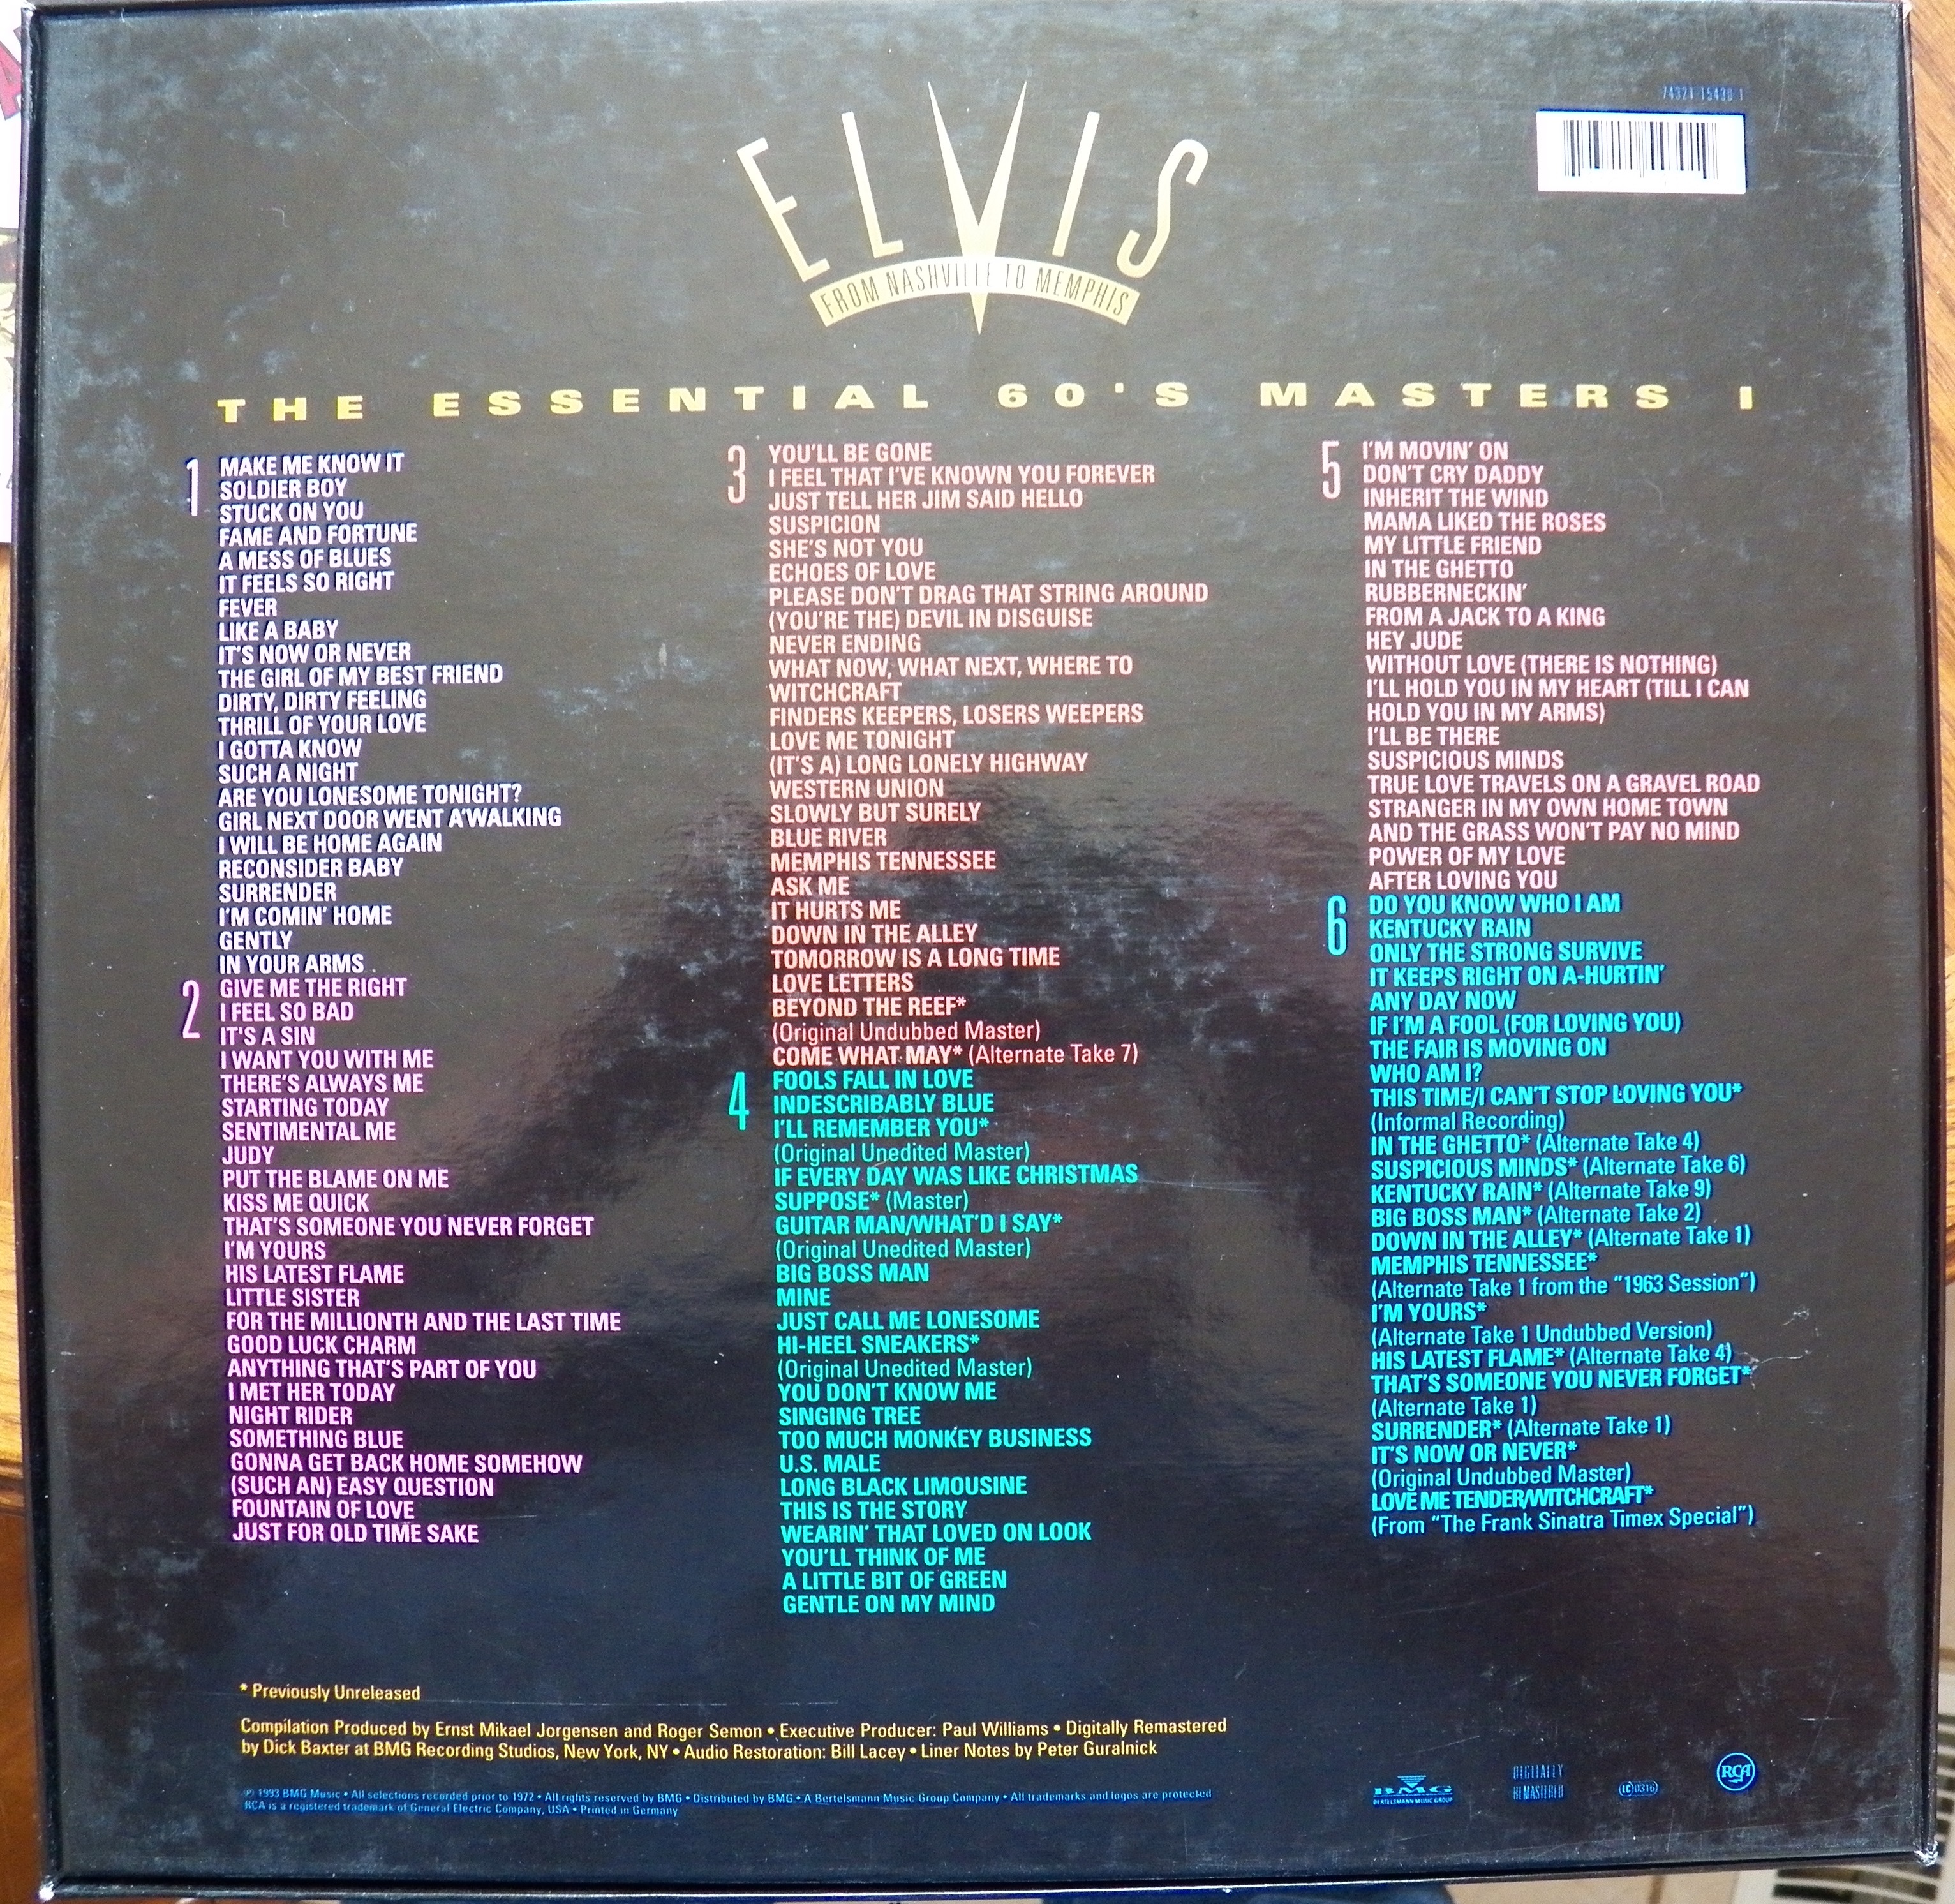 74321 15430 1
ELVIS
FROM NASHVILLE TO MEMPHIS
THE ESSENTIAL 60'S MASTERS I
1
MAKE ME KNOW IT
SOLDIER BOY
STUCK ON YOU
FAME AND FORTUNE
A MESS OF BLUES
IT FEELS SO RIGHT
FEVER
LIKE A BABY
IT'S NOW OR NEVER
THE GIRL OF MY BEST FRIEND
DIRTY, DIRTY FEELING
THRILL OF YOUR LOVE
I GOTTA KNOW
SUCH A NIGHT
ARE YOU LONESOME TONIGHT?
GIRL NEXT DOOR WENT A'WALKING
I WILL BE HOME AGAIN
RECONSIDER BABY
SURRENDER
I'M COMIN' HOME
GENTLY
IN YOUR ARMS
2
GIVE ME THE RIGHT
I FEEL SO BAD
IT'S A SIN
I WANT YOU WITH ME
THERE'S ALWAYS ME
STARTING TODAY
SENTIMENTAL ME
JUDY
PUT THE BLAME ON ME
KISS ME QUICK
THAT'S SOMEONE YOU NEVER FORGET
I'M YOURS
HIS LATEST FLAME
LITTLE SISTER
FOR THE MILLIONTH AND THE LAST TIME
GOOD LUCK CHARM
ANYTHING THAT'S PART OF YOU
I MET HER TODAY
NIGHT RIDER
SOMETHING BLUE
GONNA GET BACK HOME SOMEHOW
(SUCH AN) EASY QUESTION
FOUNTAIN OF LOVE
JUST FOR OLD TIME SAKE
3
YOU'LL BE GONE
I FEEL THAT I'VE KNOWN YOU FOREVER
JUST TELL HER JIM SAID HELLO
SUSPICION
SHE'S NOT YOU
ECHOES OF LOVE
PLEASE DON'T DRAG THAT STRING AROUND
(YOU'RE THE) DEVIL IN DISGUISE
NEVER ENDING
WHAT NOW, WHAT NEXT, WHERE TO
WITCHCRAFT
FINDERS KEEPERS, LOSERS WEEPERS
LOVE ME TONIGHT
(IT'S A) LONG LONELY HIGHWAY
WESTERN UNION
SLOWLY BUT SURELY
BLUE RIVER
MEMPHIS TENNESSEE
ASK ME
IT HURTS ME
DOWN IN THE ALLEY
TOMORROW IS A LONG TIME
LOVE LETTERS
BEYOND THE REEF*
(Original Undubbed Master)
COME WHAT MAY* (Alternate Take 7)
4
FOOLS FALL IN LOVE
INDESCRIBABLY BLUE
I'LL REMEMBER YOU*
(Original Unedited Master)
IF EVERY DAY WAS LIKE CHRISTMAS
SUPPOSE* (Master)
GUITAR MAN/WHAT'D I SAY*
(Original Unedited Master)
BIG BOSS MAN
MINE
JUST CALL ME LONESOME
HI-HEEL SNEAKERS*
(Original Unedited Master)
YOU DON'T KNOW ME
SINGING TREE
TOO MUCH MONKEY BUSINESS
U.S. MALE
LONG BLACK LIMOUSINE
THIS IS THE STORY
WEARIN' THAT LOVED ON LOOK
YOU'LL THINK OF ME
A LITTLE BIT OF GREEN
GENTLE ON MY MIND
5
I'M MOVIN' ON
DON'T CRY DADDY
INHERIT THE WIND
MAMA LIKED THE ROSES
MY LITTLE FRIEND
IN THE GHETTO
RUBBERNECKIN'
FROM A JACK TO A KING
HEY JUDE
WITHOUT LOVE (THERE IS NOTHING)
I'LL HOLD YOU IN MY HEART (TILL I CAN
HOLD YOU IN MY ARMS)
I'LL BE THERE
SUSPICIOUS MINDS
TRUE LOVE TRAVELS ON A GRAVEL ROAD
STRANGER IN MY OWN HOME TOWN
AND THE GRASS WON'T PAY NO MIND
POWER OF MY LOVE
AFTER LOVING YOU
6
DO YOU KNOW WHO I AM
KENTUCKY RAIN
ONLY THE STRONG SURVIVE
IT KEEPS RIGHT ON A-HURTIN'
ANY DAY NOW
IF I'M A FOOL (FOR LOVING YOU)
THE FAIR IS MOVING ON
WHO AM I?
THIS TIME/I CAN'T STOP LOVING YOU*
(Informal Recording)
IN THE GHETTO* (Alternate Take 4)
SUSPICIOUS MINDS* (Alternate Take 6)
KENTUCKY RAIN* (Alternate Take 9)
BIG BOSS MAN* (Alternate Take 2)
DOWN IN THE ALLEY* (Alternate Take 1)
MEMPHIS TENNESSEE*
(Alternate Take 1 from the "1963 Session")
I'M YOURS*
(Alternate Take 1 Undubbed Version)
HIS LATEST FLAME* (Alternate Take 4)
THAT'S SOMEONE YOU NEVER FORGET*
(Alternate Take 1)
SURRENDER* (Alternate Take 1)
IT'S NOW OR NEVER*
(Original Undubbed Master)
LOVE ME TENDER/WITCHCRAFT*
(From "The Frank Sinatra Timex Special")
* Previously Unreleased
Compilation Produced by Ernst Mikael Jorgensen and Roger Semon • Executive Producer: Paul Williams • Digitally Remastered
by Dick Baxter at BMG Recording Studios, New York, NY • Audio Restoration: Bill Lacey • Liner Notes by Peter Guralnick
℗ 1993 BMG Music • All selections recorded prior to 1972 • All rights reserved by BMG • Distributed by BMG • A Bertelsmann Music Group Company • All trademarks and logos are protected
RCA is a registered trademark of General Electric Company, USA • Printed in Germany
BMG
BERTELSMANN MUSIC GROUP
DIGITALLY
REMASTERED
LC 0316
RCA